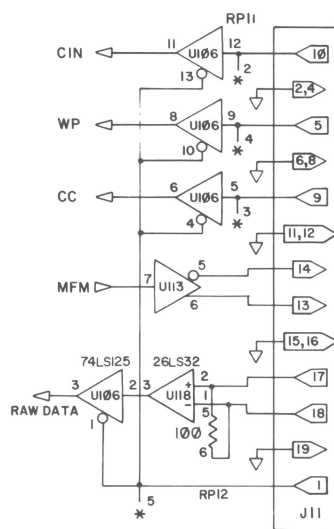 RP11
11 12
CIN U106 10
13 * 2
2,4
8 9
WP U106 5
10 * 4
6,8
6 5
CC U106 9
4 * 3
11,12
5 14
7
MFM U113
6 13
15,16
74LS125 26LS32
3 2 3 2 17
U106 U118 + 1
RAW DATA 5 - 18
1 100
6 19
RP12 1
* 5
J11